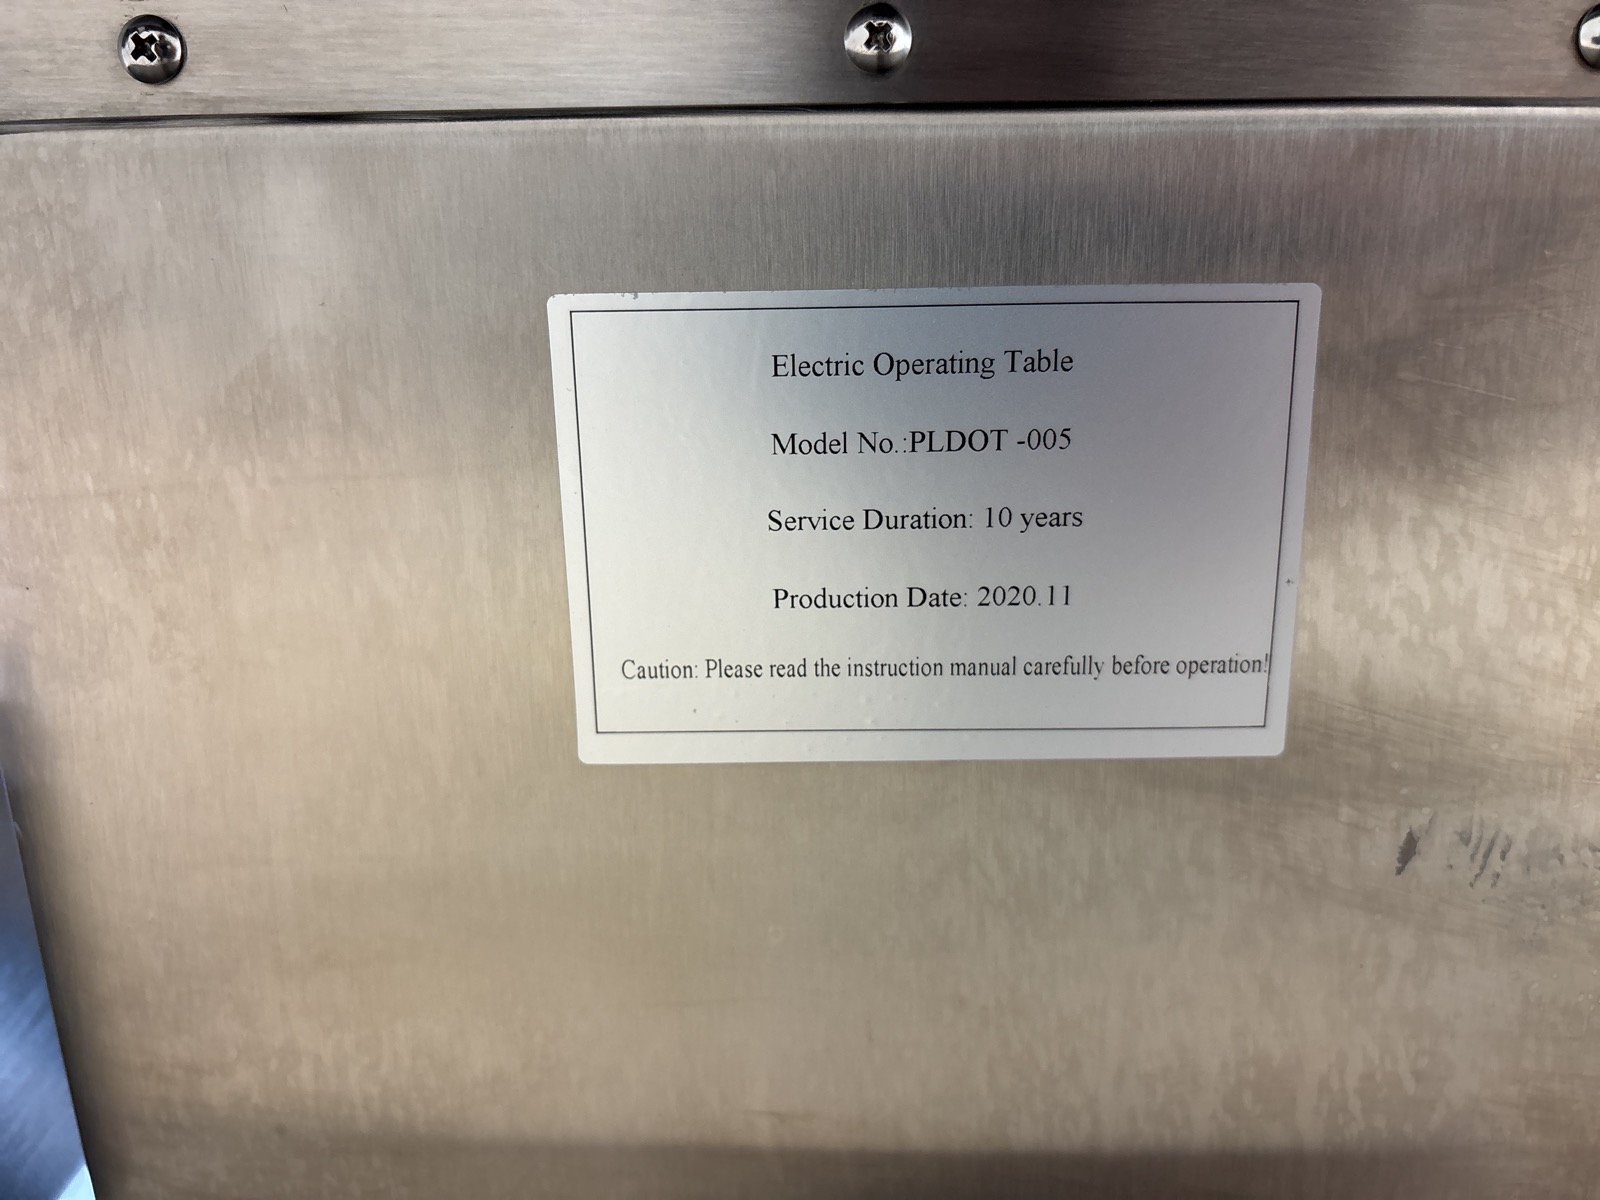 Electric Operating Table
Model No.:PLDOT -005
Service Duration: 10 years
Production Date: 2020.11
Caution: Please read the instruction manual carefully before operation!